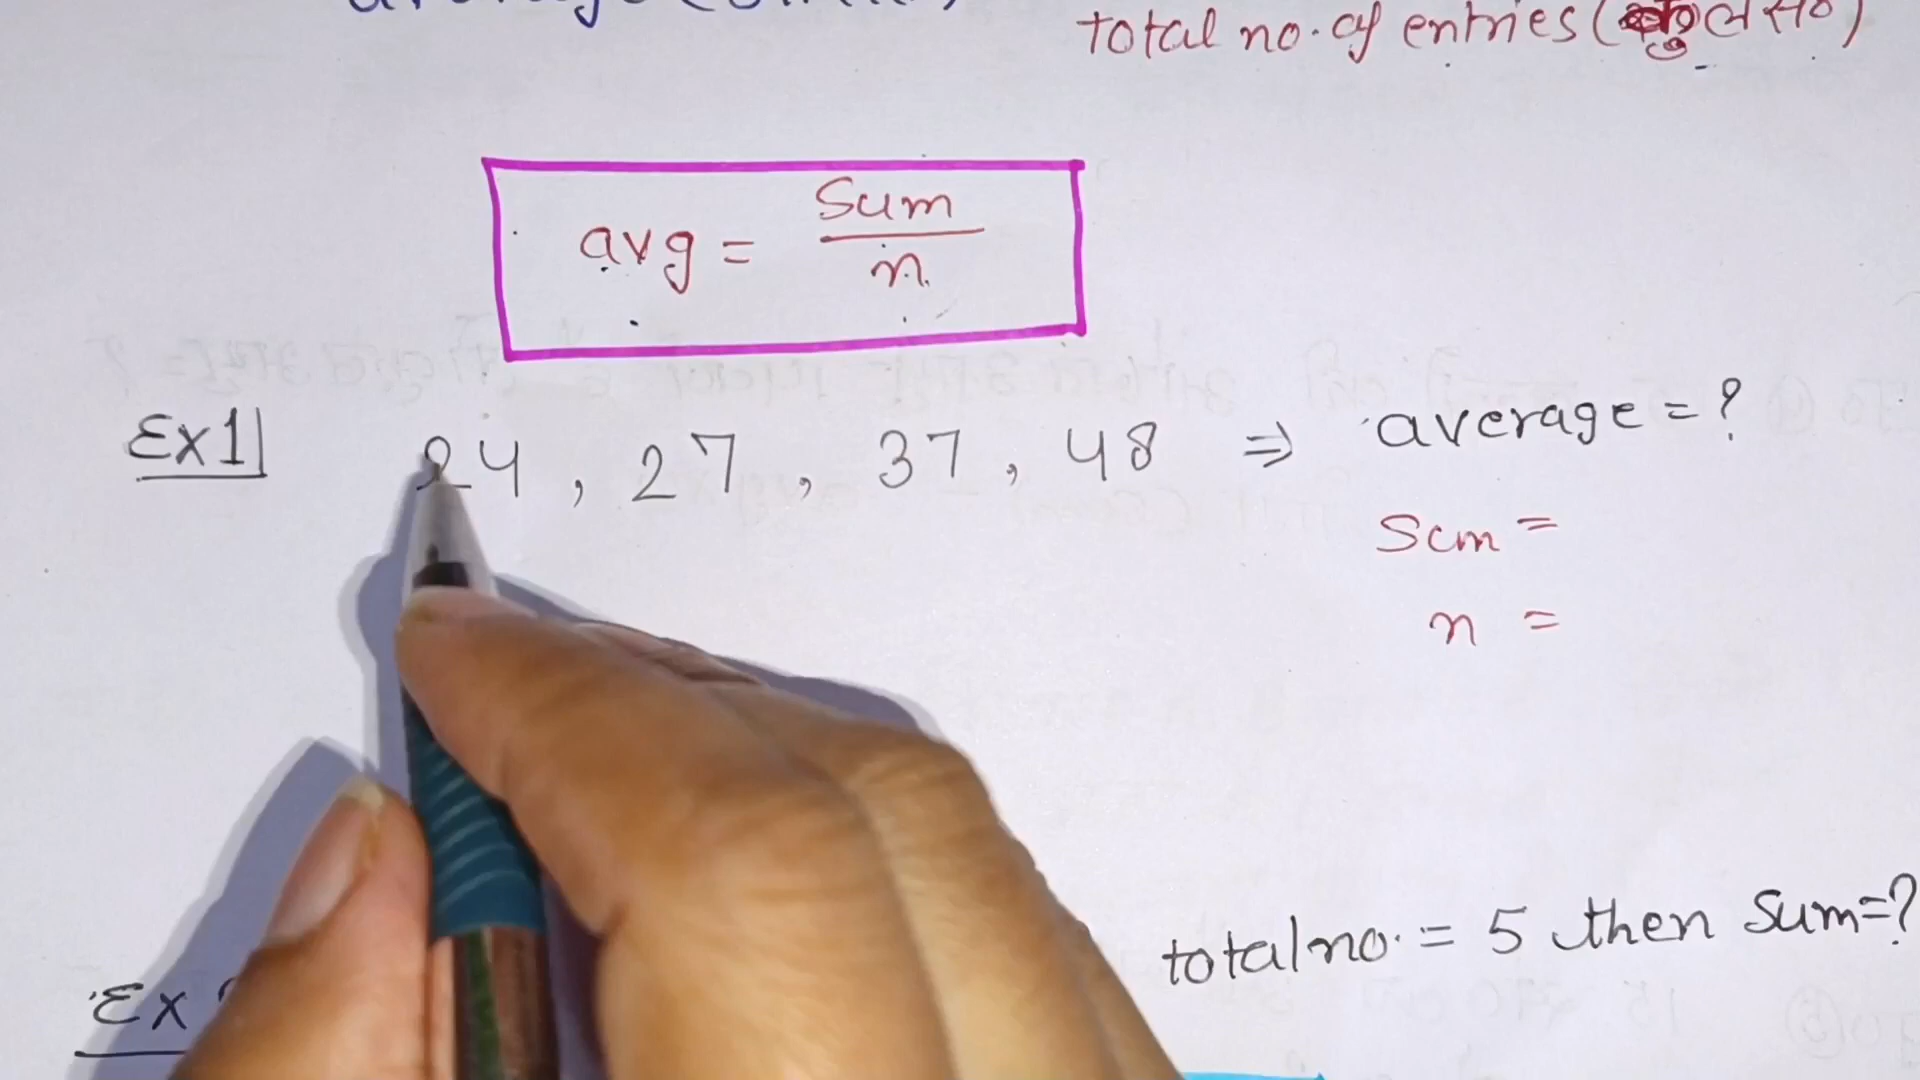 total no. of entries (
avg = Sum / n
Ex1 24 , 27 , 37 , 48 ⇒ average = ?
Sum =
n =
total no. = 5 then sum=?
Ex